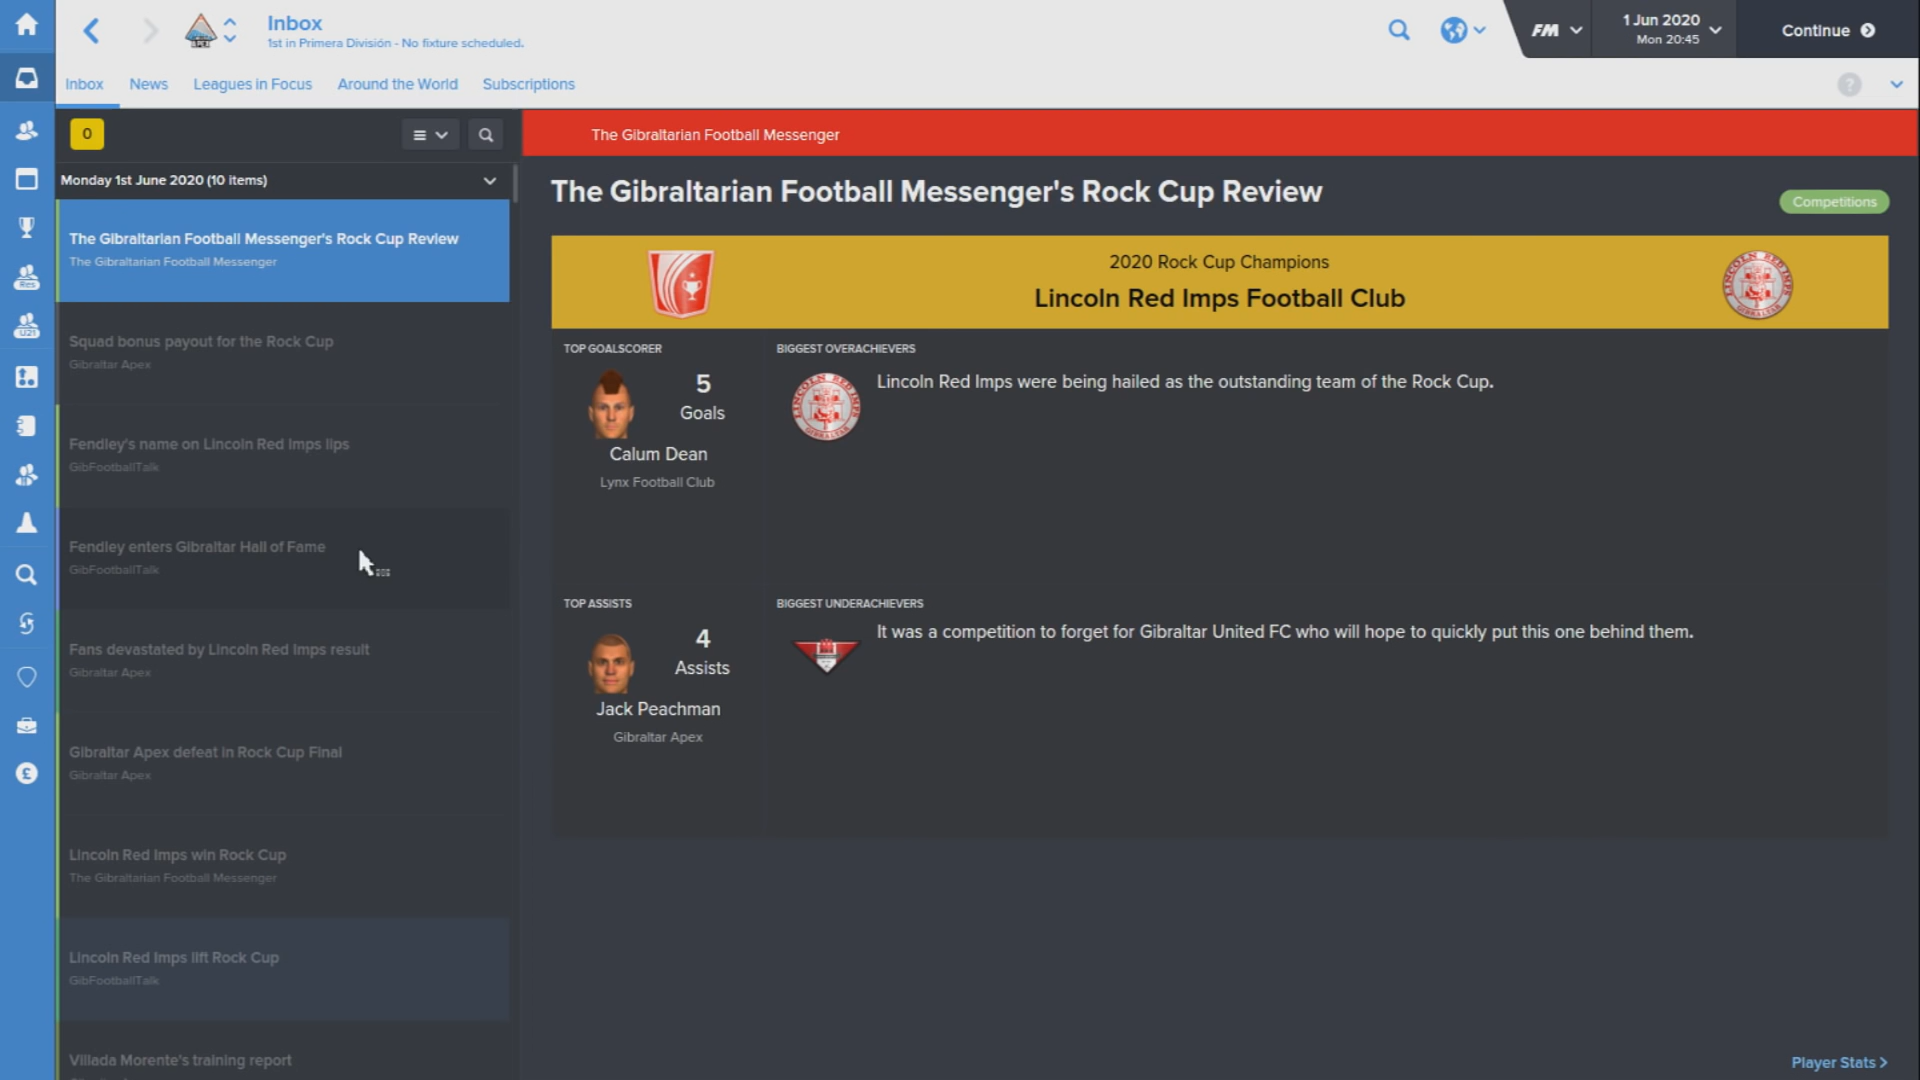 Inbox
1st in Primera División - No fixture scheduled.
FM
1 Jun 2020
Mon 20:45
Continue
Inbox
News
Leagues in Focus
Around the World
Subscriptions
?
0
Monday 1st June 2020 (10 items)
The Gibraltarian Football Messenger's Rock Cup Review
The Gibraltarian Football Messenger
Squad bonus payout for the Rock Cup
Gibraltar Apex
Fendley's name on Lincoln Red Imps lips
GibFootballTalk
Fendley enters Gibraltar Hall of Fame
GibFootballTalk
Fans devastated by Lincoln Red Imps result
Gibraltar Apex
Gibraltar Apex defeat in Rock Cup Final
Gibraltar Apex
Lincoln Red Imps win Rock Cup
The Gibraltarian Football Messenger
Lincoln Red Imps lift Rock Cup
GibFootballTalk
Villada Morente's training report
Res
U21
The Gibraltarian Football Messenger
The Gibraltarian Football Messenger's Rock Cup Review
Competitions
2020 Rock Cup Champions
Lincoln Red Imps Football Club
TOP GOALSCORER
5
Goals
Calum Dean
Lynx Football Club
BIGGEST OVERACHIEVERS
Lincoln Red Imps were being hailed as the outstanding team of the Rock Cup.
TOP ASSISTS
4
Assists
Jack Peachman
Gibraltar Apex
BIGGEST UNDERACHIEVERS
It was a competition to forget for Gibraltar United FC who will hope to quickly put this one behind them.
Player Stats >